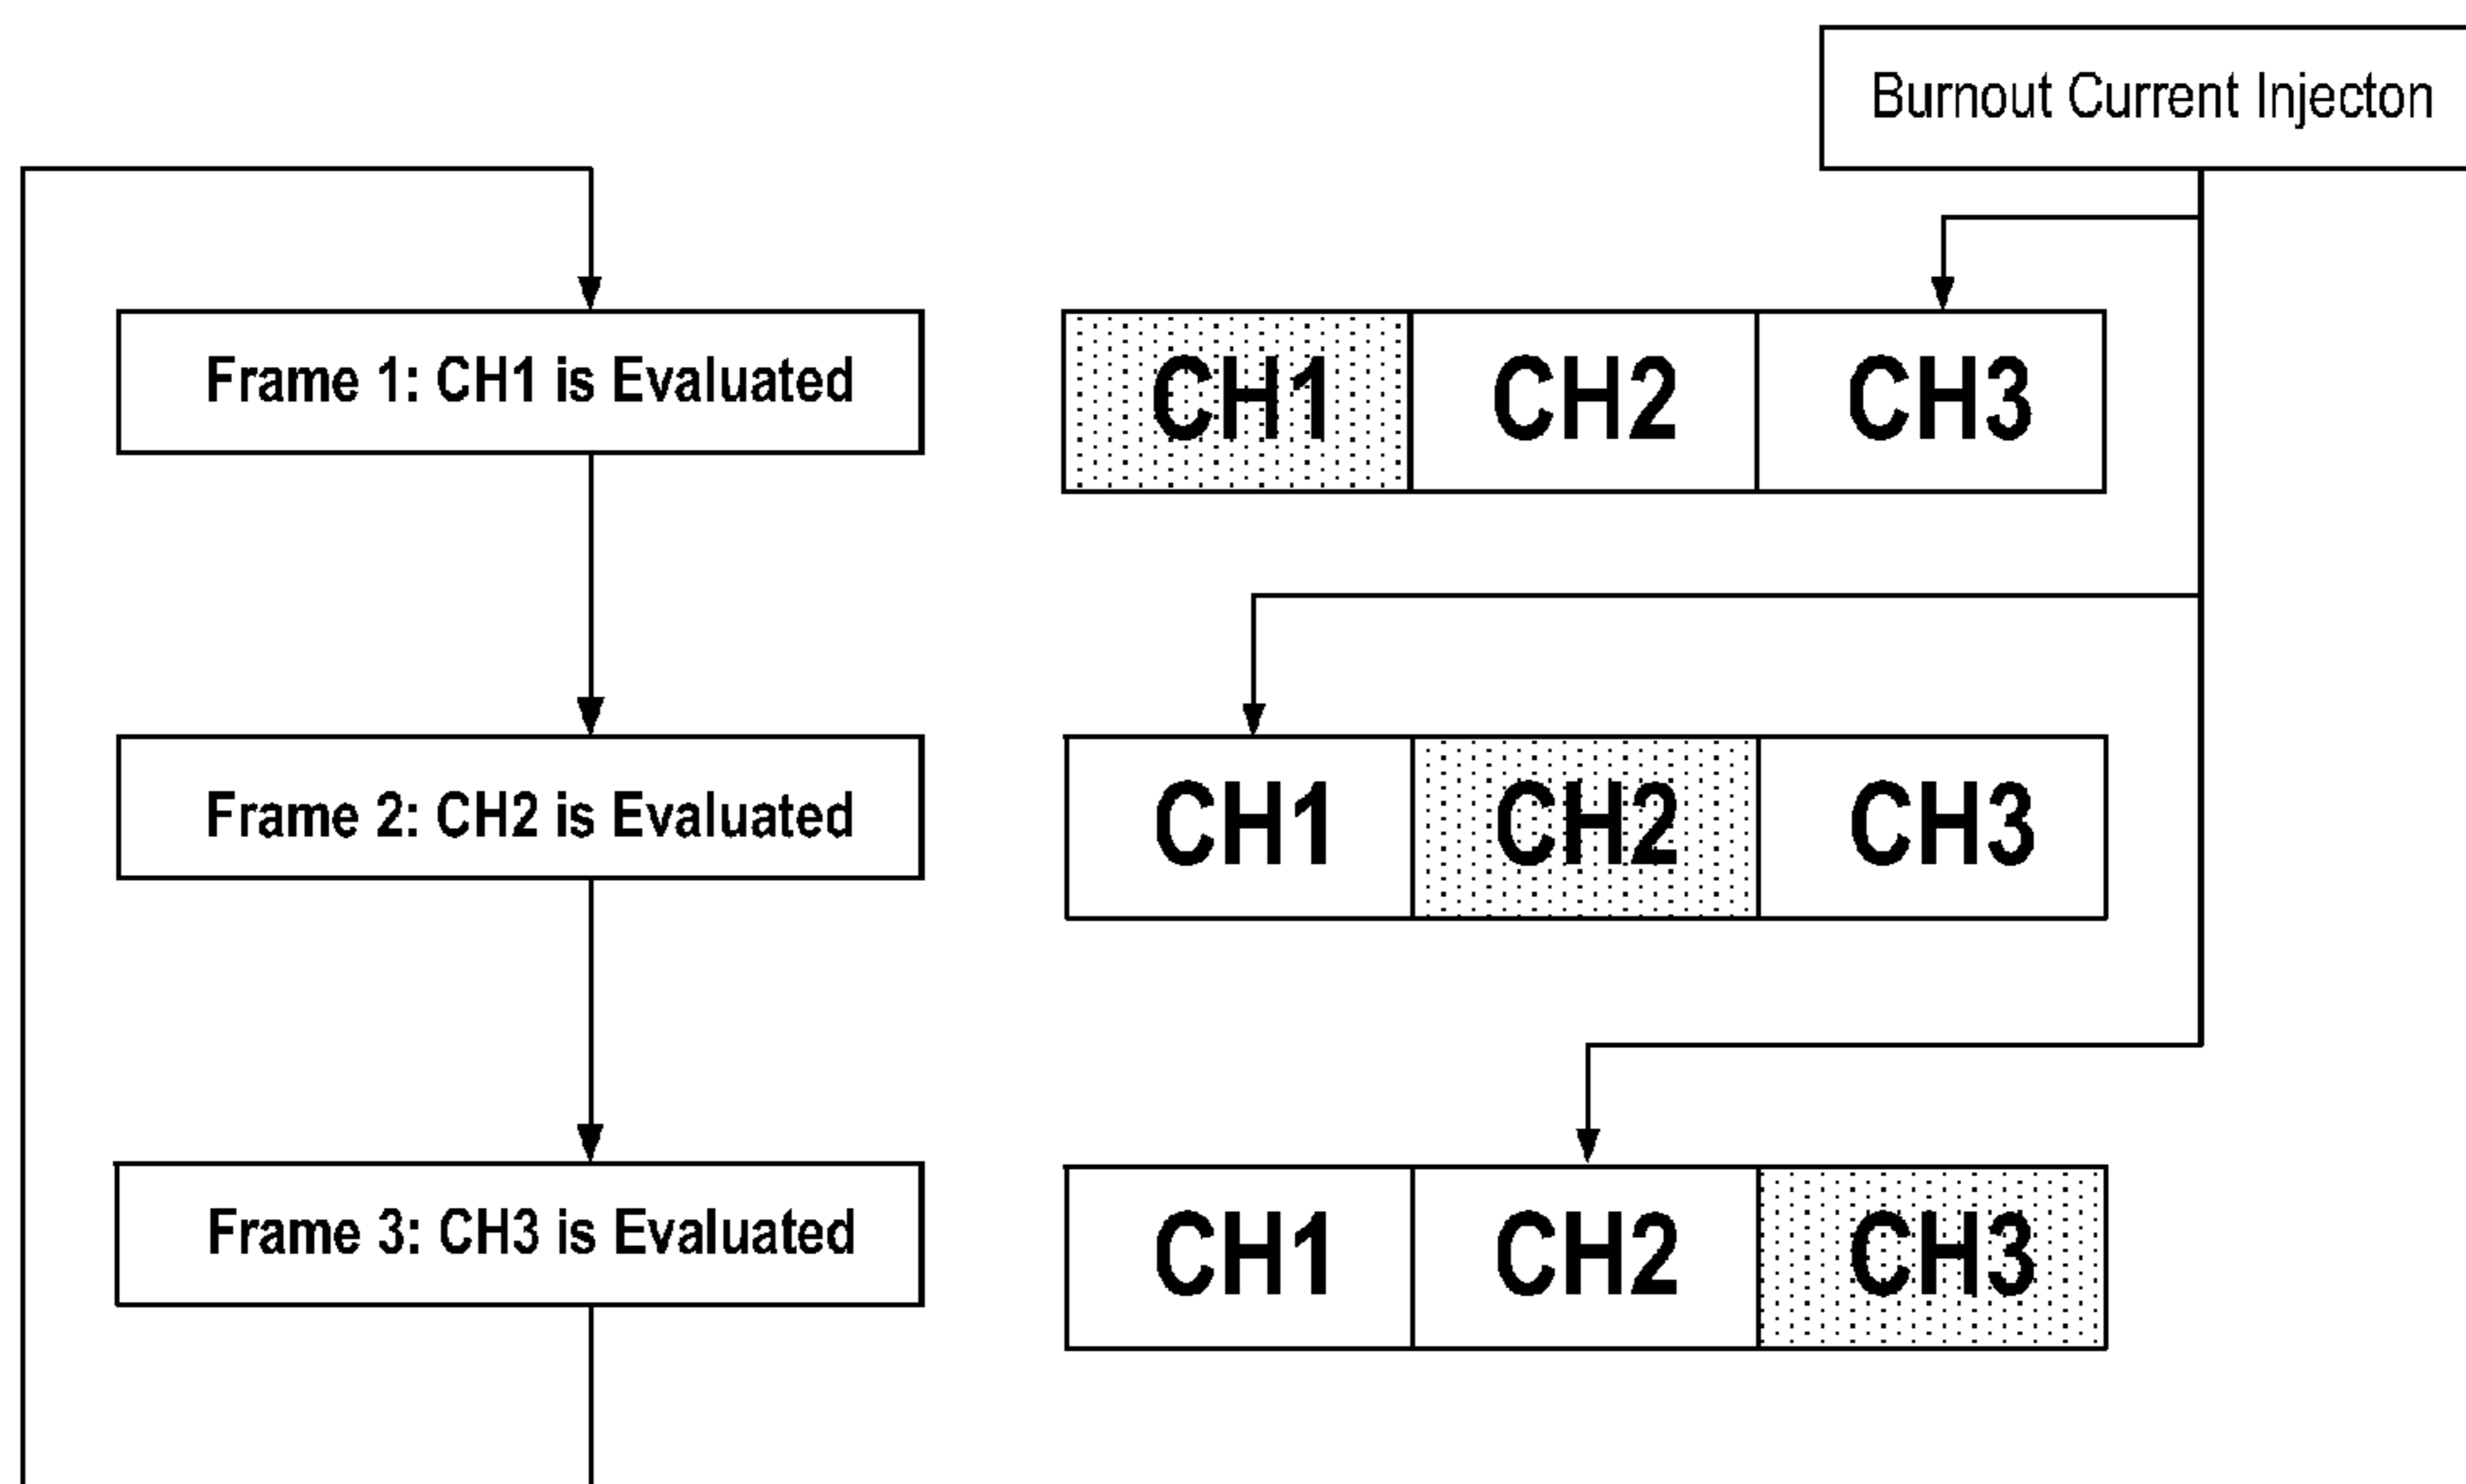 Burnout Current Injecton
Frame 1: CH1 is Evaluated
CH1 CH2 CH3
Frame 2: CH2 is Evaluated
CH1 CH2 CH3
Frame 3: CH3 is Evaluated
CH1 CH2 CH3